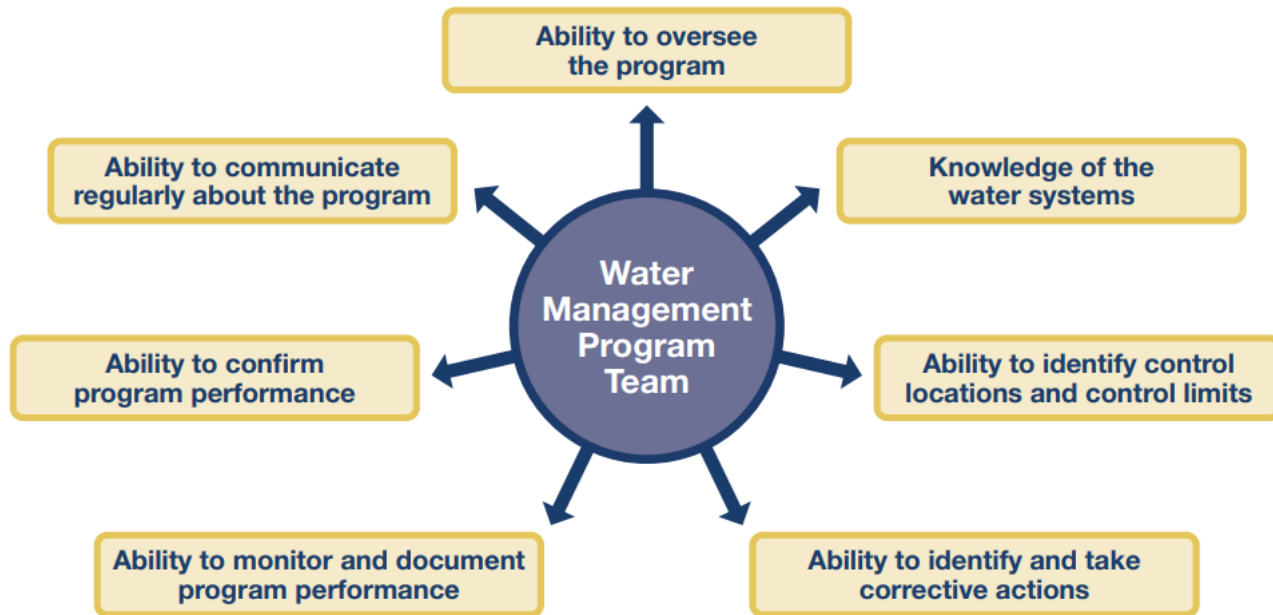 Ability to oversee
the program
Ability to communicate
regularly about the program
Knowledge of the
water systems
Water
Management
Program
Team
Ability to confirm
program performance
Ability to identify control
locations and control limits
Ability to monitor and document
program performance
Ability to identify and take
corrective actions